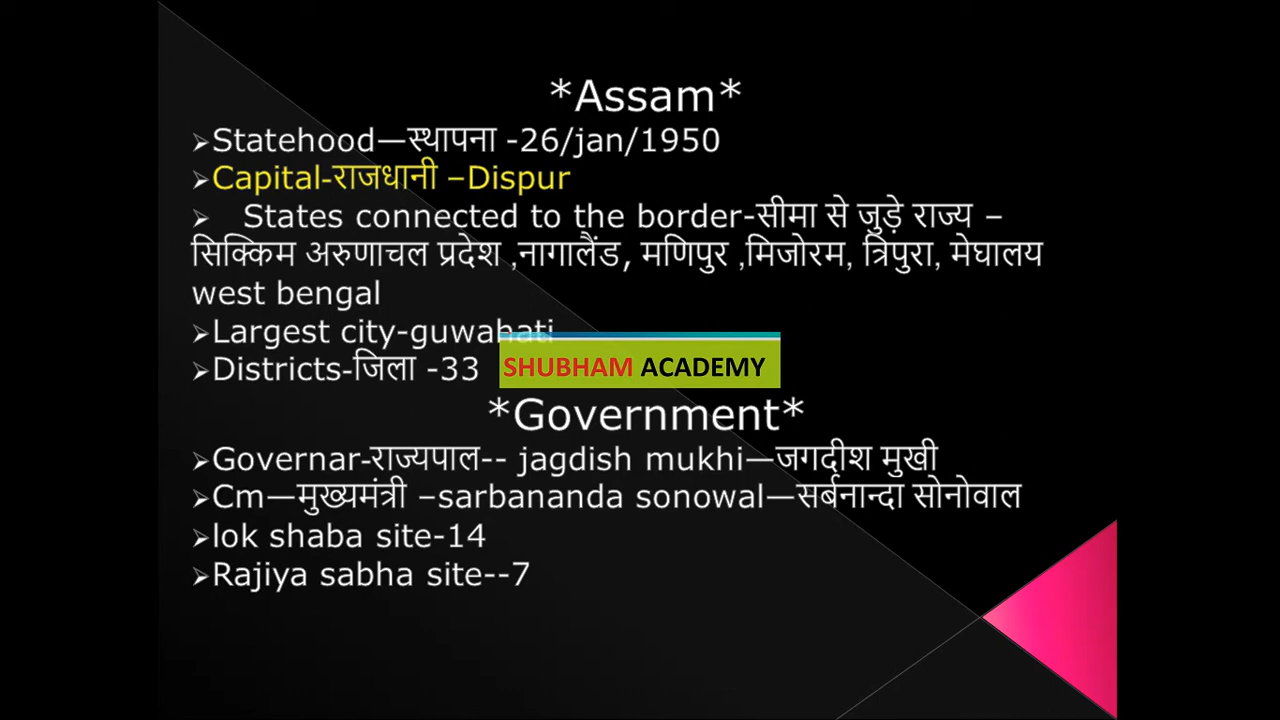 *Assam*
➢Statehood—स्थापना -26/jan/1950
➢Capital-राजधानी –Dispur
➢ States connected to the border-सीमा से जुड़े राज्य –
सिक्किम अरुणाचल प्रदेश ,नागालैंड, मणिपुर ,मिजोरम, त्रिपुरा, मेघालय
west bengal
➢Largest city-guwahati
➢Districts-जिला -33
SHUBHAM ACADEMY
*Government*
➢Governar-राज्यपाल-- jagdish mukhi—जगदीश मुखी
➢Cm—मुख्यमंत्री –sarbananda sonowal—सर्बनान्दा सोनोवाल
➢lok shaba site-14
➢Rajiya sabha site--7